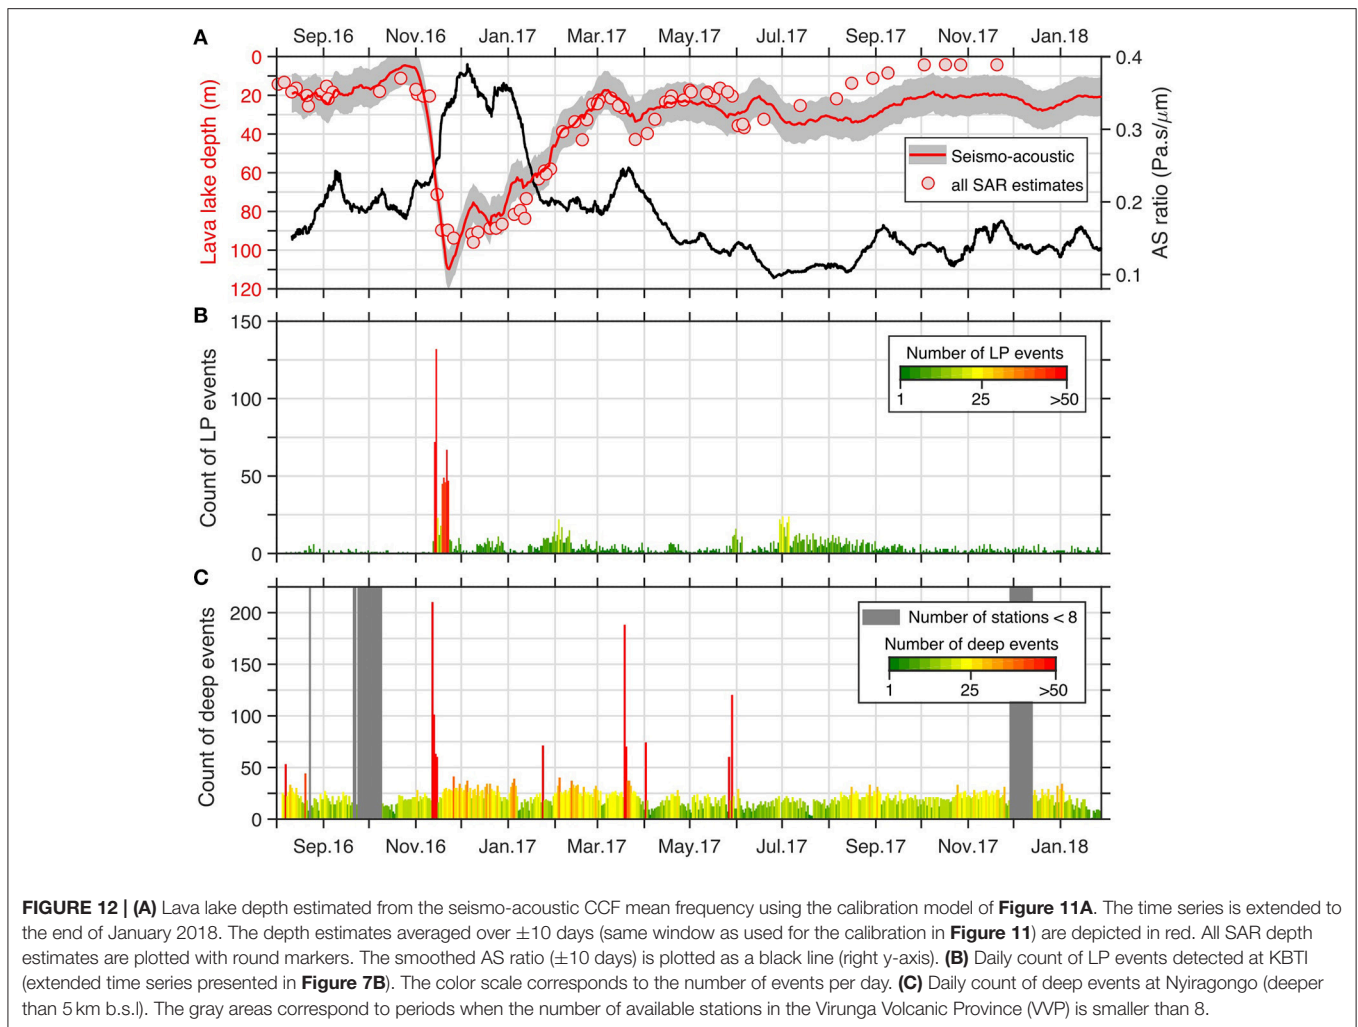 A
Sep.16 Nov.16 Jan.17 Mar.17 May.17 Jul.17 Sep.17 Nov.17 Jan.18
0
20
40
60
80
100
120
Lava lake depth (m)
0.4
0.3
0.2
0.1
AS ratio (Pa.s/μm)
Seismo-acoustic
all SAR estimates
B
150
100
50
0
Count of LP events
Number of LP events
1 25 >50
C
200
150
100
50
0
Count of deep events
Number of stations < 8
Number of deep events
1 25 >50
Sep.16 Nov.16 Jan.17 Mar.17 May.17 Jul.17 Sep.17 Nov.17 Jan.18
FIGURE 12 | (A) Lava lake depth estimated from the seismo-acoustic CCF mean frequency using the calibration model of Figure 11A. The time series is extended to
the end of January 2018. The depth estimates averaged over ±10 days (same window as used for the calibration in Figure 11) are depicted in red. All SAR depth
estimates are plotted with round markers. The smoothed AS ratio (±10 days) is plotted as a black line (right y-axis). (B) Daily count of LP events detected at KBTI
(extended time series presented in Figure 7B). The color scale corresponds to the number of events per day. (C) Daily count of deep events at Nyiragongo (deeper
than 5 km b.s.l). The gray areas correspond to periods when the number of available stations in the Virunga Volcanic Province (VVP) is smaller than 8.